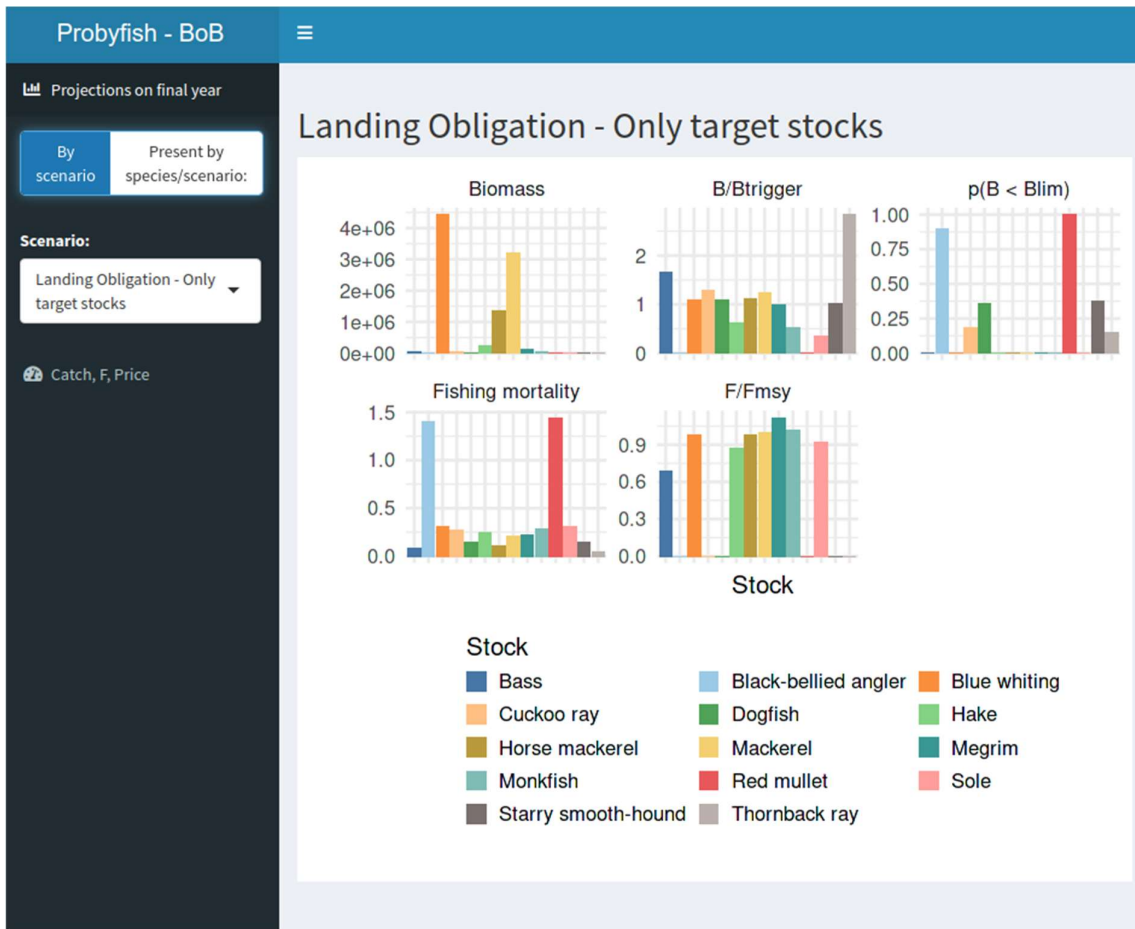 Probyfish - BoB
Projections on final year
By
scenario
Present by
species/scenario:
Scenario:
Landing Obligation - Only
target stocks
Catch, F, Price
Landing Obligation - Only target stocks
Biomass
4e+06
3e+06
2e+06
1e+06
0e+00
B/Btrigger
2
1
0
p(B < Blim)
1.00
0.75
0.50
0.25
0.00
Fishing mortality
1.5
1.0
0.5
0.0
F/Fmsy
0.9
0.6
0.3
0.0
Stock
Stock
Bass
Black-bellied angler
Blue whiting
Cuckoo ray
Dogfish
Hake
Horse mackerel
Mackerel
Megrim
Monkfish
Red mullet
Sole
Starry smooth-hound
Thornback ray